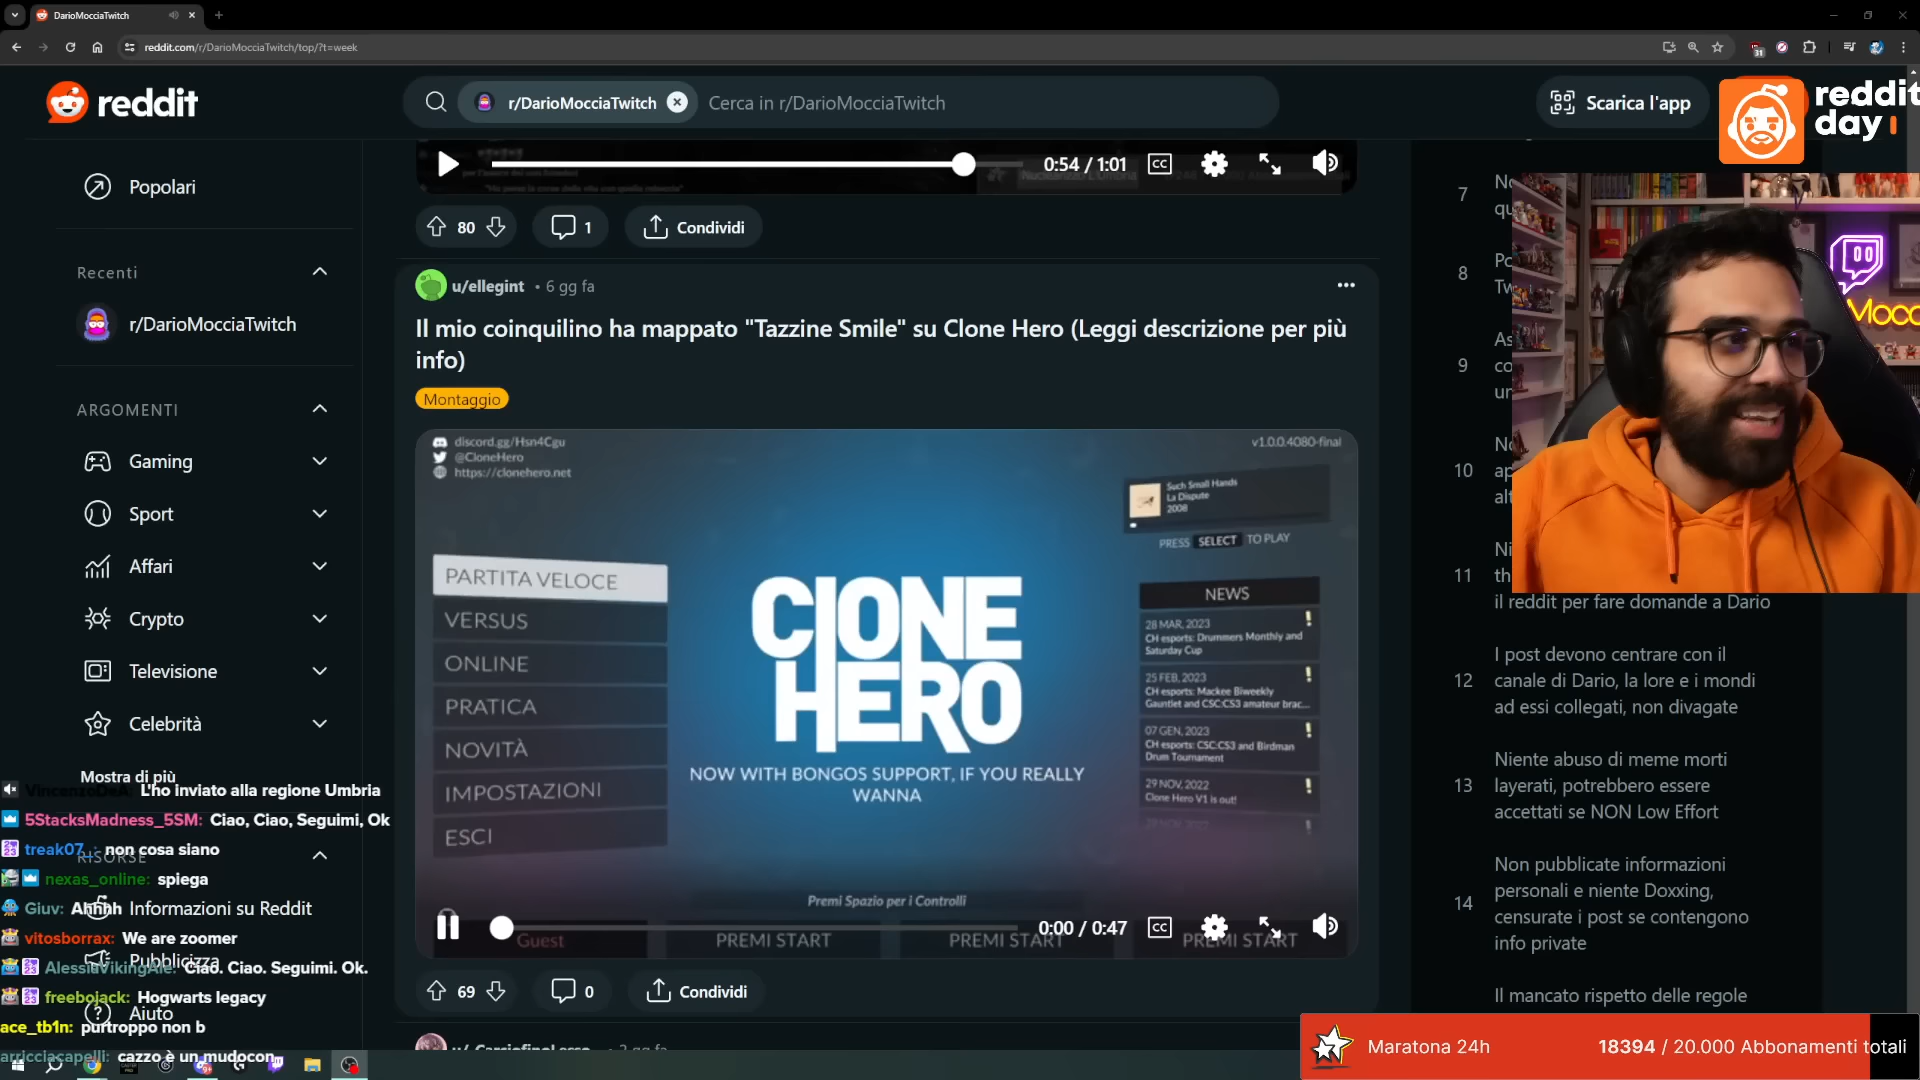 DarioMocciaTwitch
reddit.com/r/DarioMocciaTwitch/top/?t=week
31
reddit
r/DarioMocciaTwitch
Cerca in r/DarioMocciaTwitch
Scarica l'app
reddit
day
Popolari
Recenti
r/DarioMocciaTwitch
ARGOMENTI
Gaming
Sport
Affari
Crypto
Televisione
Celebrità
Mostra di più
RISORSE
Informazioni su Reddit
Pubblicizza
Aiuto
VincenzoDeA: L'ho inviato alla regione Umbria
5StacksMadness_5SM: Ciao, Ciao, Seguimi, Ok
treak07_: non cosa siano
nexas_online: spiega
Giuv: Ahhhh
vitosborrax: We are zoomer
AlessiaVikingAle: Ciao. Ciao. Seguimi. Ok.
freebojack: Hogwarts legacy
ace_tb1n: purtroppo non b
arricciacapelli: cazzo è un mudocon
0:54 / 1:01
CC
80
1
Condividi
u/ellegint • 6 gg fa
Il mio coinquilino ha mappato "Tazzine Smile" su Clone Hero (Leggi descrizione per più
info)
Montaggio
discord.gg/Hsn4Cgu
@CloneHero
https://clonehero.net
v1.0.0.4080-final
Such Small Hands
La Dispute
2008
PRESS SELECT TO PLAY
PARTITA VELOCE
VERSUS
ONLINE
PRATICA
NOVITÀ
IMPOSTAZIONI
ESCI
CLONE
HERO
NOW WITH BONGOS SUPPORT, IF YOU REALLY
WANNA
NEWS
28 MAR, 2023
CH esports: Drummers Monthly and
Saturday Cup
25 FEB, 2023
CH esports: Mackee Biweekly
Gauntlet and CSC:CS3 amateur brac...
07 GEN, 2023
CH esports: CSC:CS3 and Birdman
Drum Tournament
29 NOV, 2022
Clone Hero V1 is out!
Premi Spazio per i Controlli
0:00 / 0:47
CC
Guest
PREMI START
PREMI START
PREMI START
69
0
Condividi
7
8
9
10
11
il reddit per fare domande a Dario
I post devono centrare con il
12
canale di Dario, la lore e i mondi
ad essi collegati, non divagate
Niente abuso di meme morti
13
layerati, potrebbero essere
accettati se NON Low Effort
Non pubblicate informazioni
personali e niente Doxxing,
14
censurate i post se contengono
info private
Il mancato rispetto delle regole
Mocc
Maratona 24h
18394 / 20.000 Abbonamenti totali